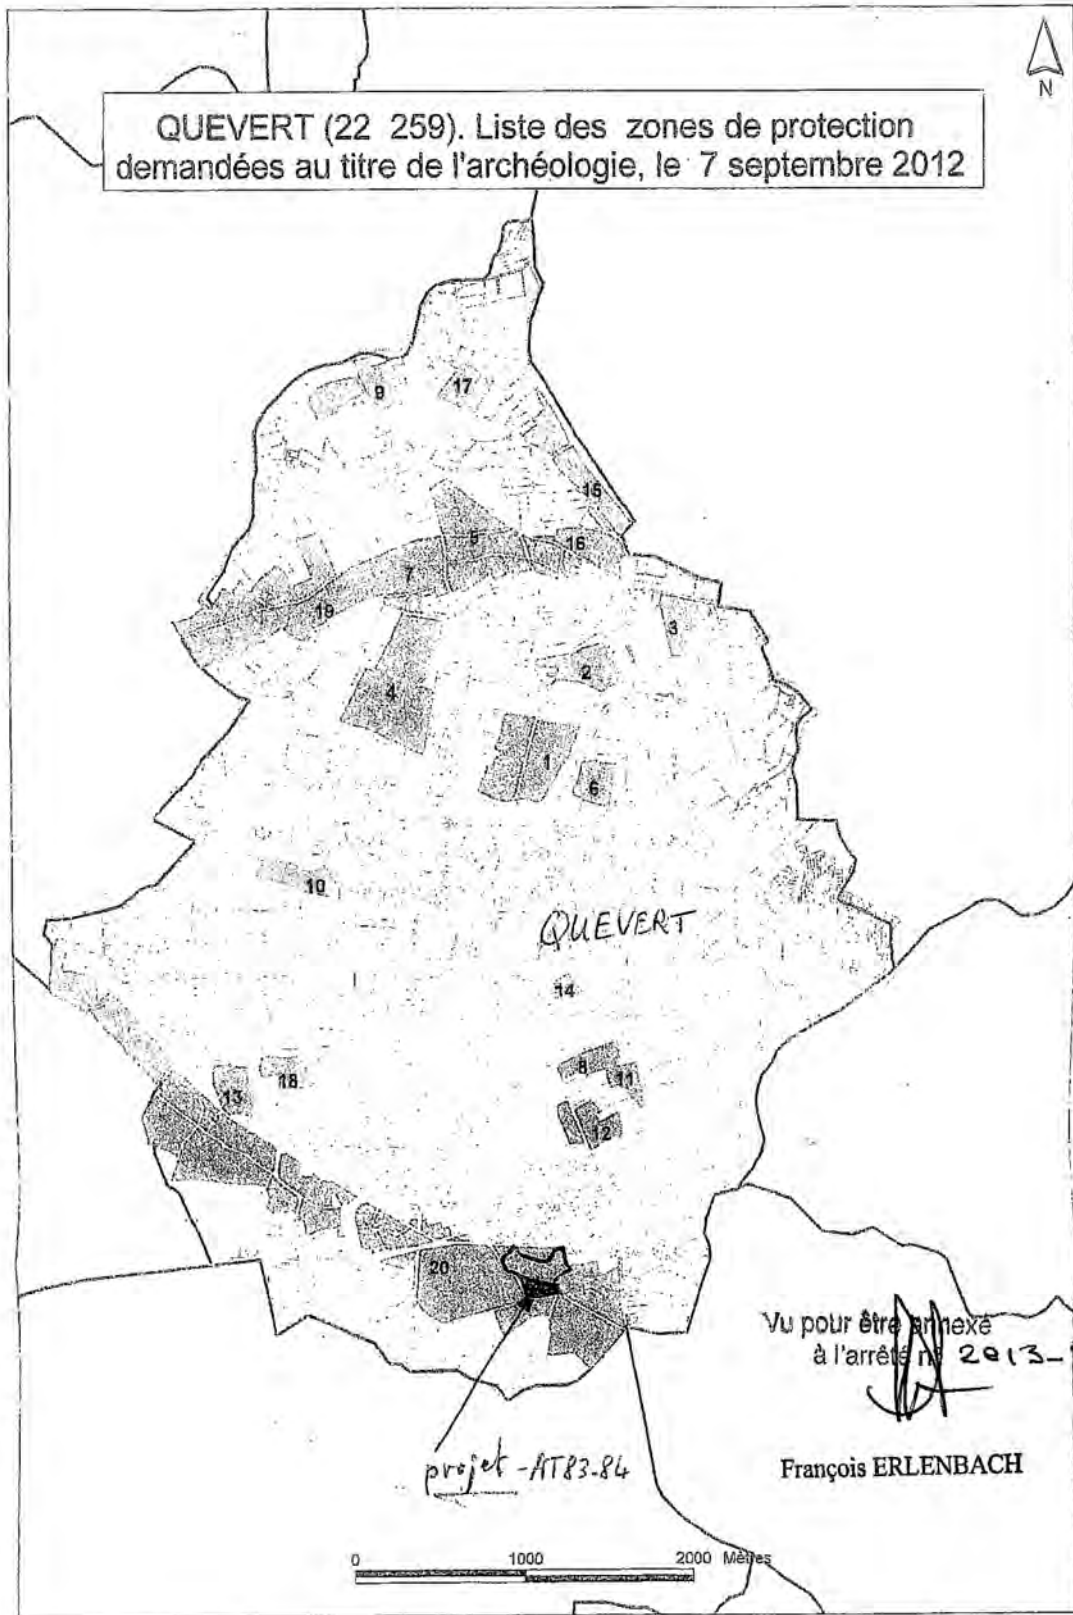 N
QUEVERT (22 259). Liste des zones de protection
demandées au titre de l'archéologie, le 7 septembre 2012
9
17
15
5
16
7
19
3
2
4
1
6
10
QUEVERT
14
8
11
18
13
12
20
Vu pour être annexé
à l'arrêté n° 2013-
projet - AT83-84
François ERLENBACH
0 1000 2000 Mètres